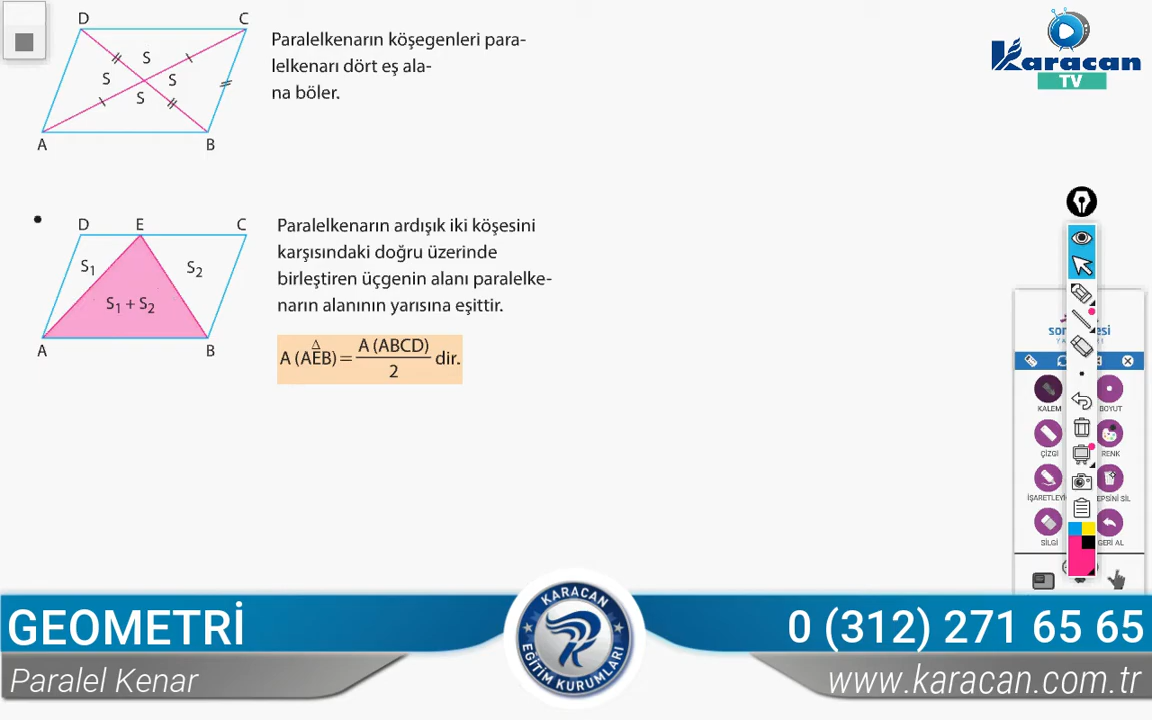 D C
S
S S
S
A B
Paralelkenarın köşegenleri para-
lelkenarı dört eş ala-
na böler.
Karacan
TV
• D E C
S1 S2
S1 + S2
A B
Paralelkenarın ardışık iki köşesini
karşısındaki doğru üzerinde
birleştiren üçgenin alanı paralelke-
narın alanının yarısına eşittir.
A (AEB) = A (ABCD) / 2 dir.
KALEM BOYUT
ÇİZGİ RENK
SİLGİ GERİ AL
GEOMETRİ
Paralel Kenar
KARACAN
EĞİTİM KURUMLARI
0 (312) 271 65 65
www.karacan.com.tr